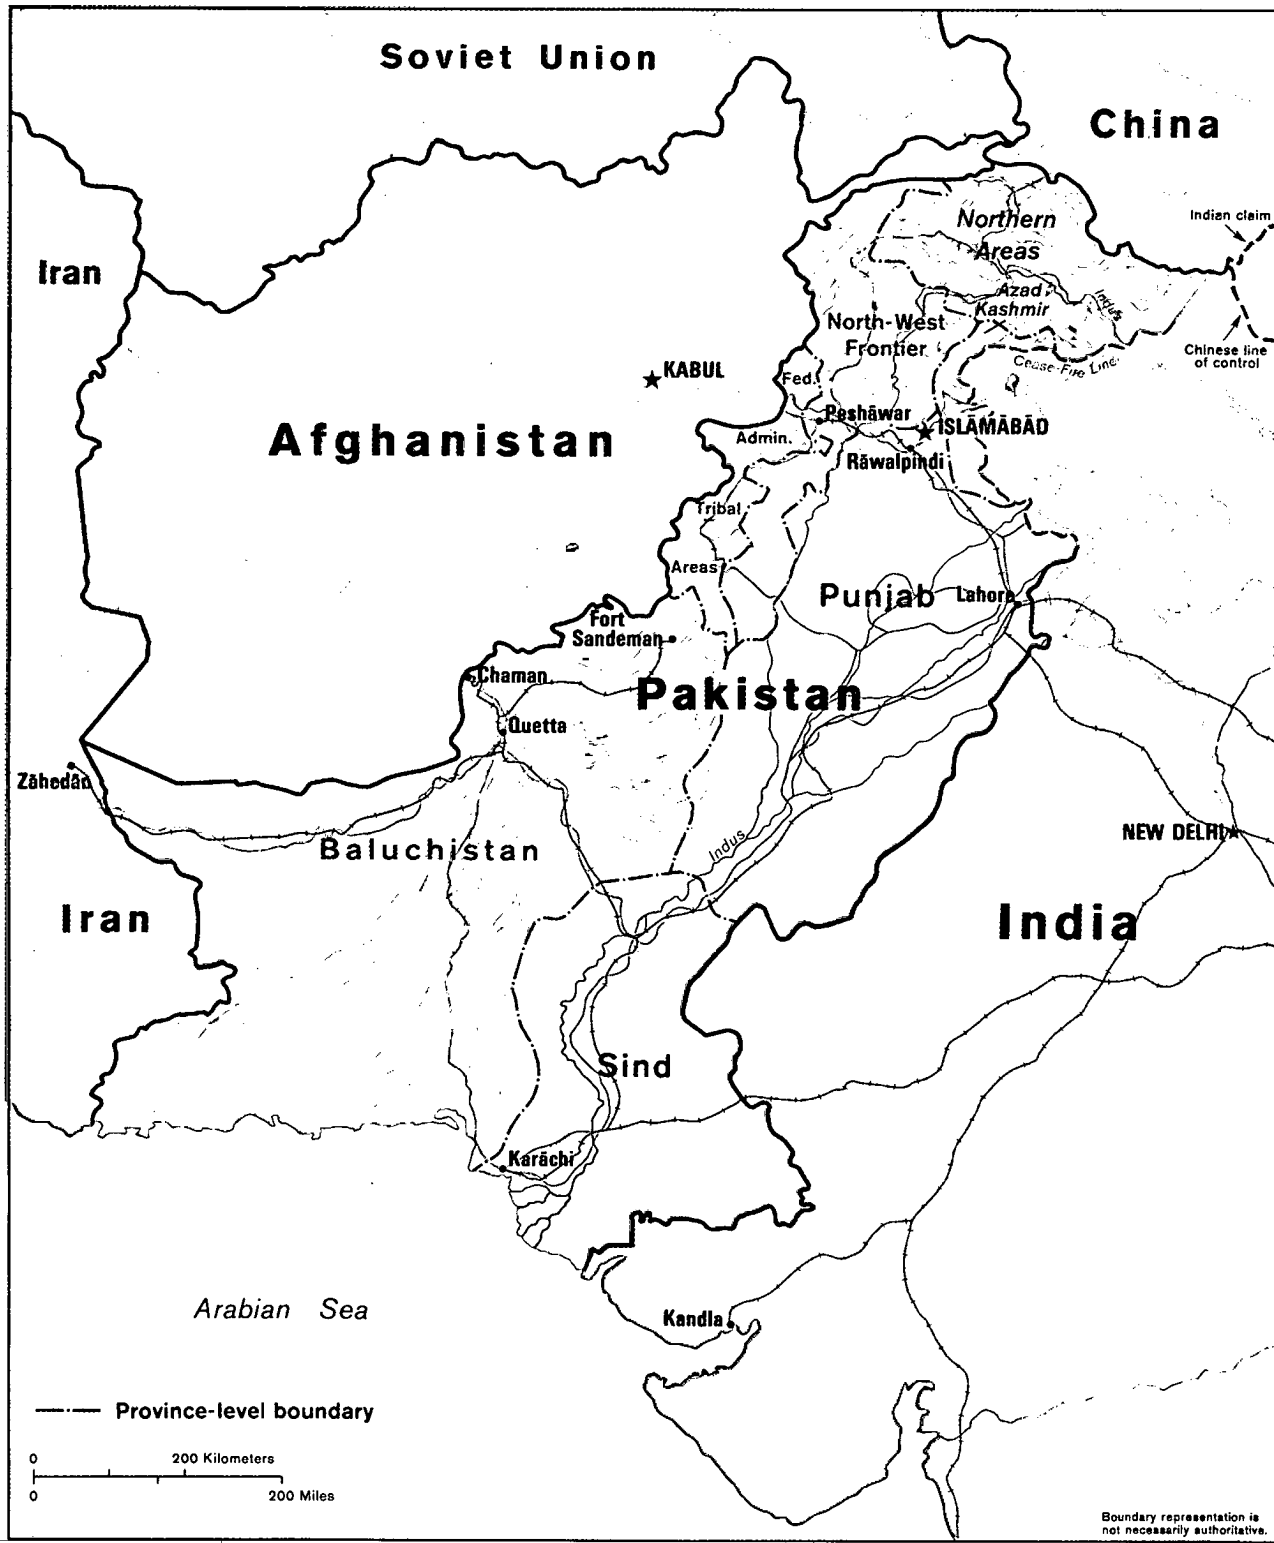 Soviet Union
China
Indian claim
Northern
Areas
Iran
Azad
Kashmir
Indus
North-West
Frontier
Cease-Fire Line
Chinese line
of control
KABUL
Fed.
Peshāwar
ISLĀMĀBĀD
Afghanistan
Admin.
Rāwalpindi
Tribal
Areas
Punjab
Lahore
Fort
Sandeman
Chaman
Pakistan
Quetta
Zāhedān
NEW DELHI
Baluchistan
Indus
Iran
India
Sind
Karāchi
Arabian Sea
Kandla
Province-level boundary
0 200 Kilometers
0 200 Miles
Boundary representation is
not necessarily authoritative.